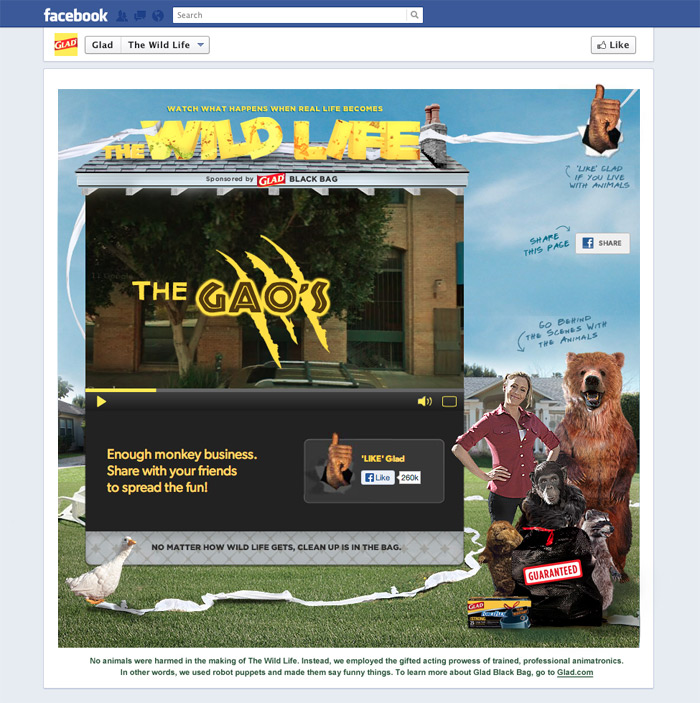 facebook
Search
GLAD
Glad
The Wild Life
Like
WATCH WHAT HAPPENS WHEN REAL LIFE BECOMES
THE WILD LIFE
Sponsored by GLAD BLACK BAG
'LIKE' GLAD
IF YOU LIVE
WITH ANIMALS
SHARE
THIS PAGE
SHARE
THE GAO'S
GO BEHIND
THE SCENES WITH
THE ANIMALS
Enough monkey business.
Share with your friends
to spread the fun!
'LIKE' Glad
Like 260k
NO MATTER HOW WILD LIFE GETS, CLEAN UP IS IN THE BAG.
GUARANTEED
GLAD
STRONG
No animals were harmed in the making of The Wild Life. Instead, we employed the gifted acting prowess of trained, professional animatronics.
In other words, we used robot puppets and made them say funny things. To learn more about Glad Black Bag, go to Glad.com